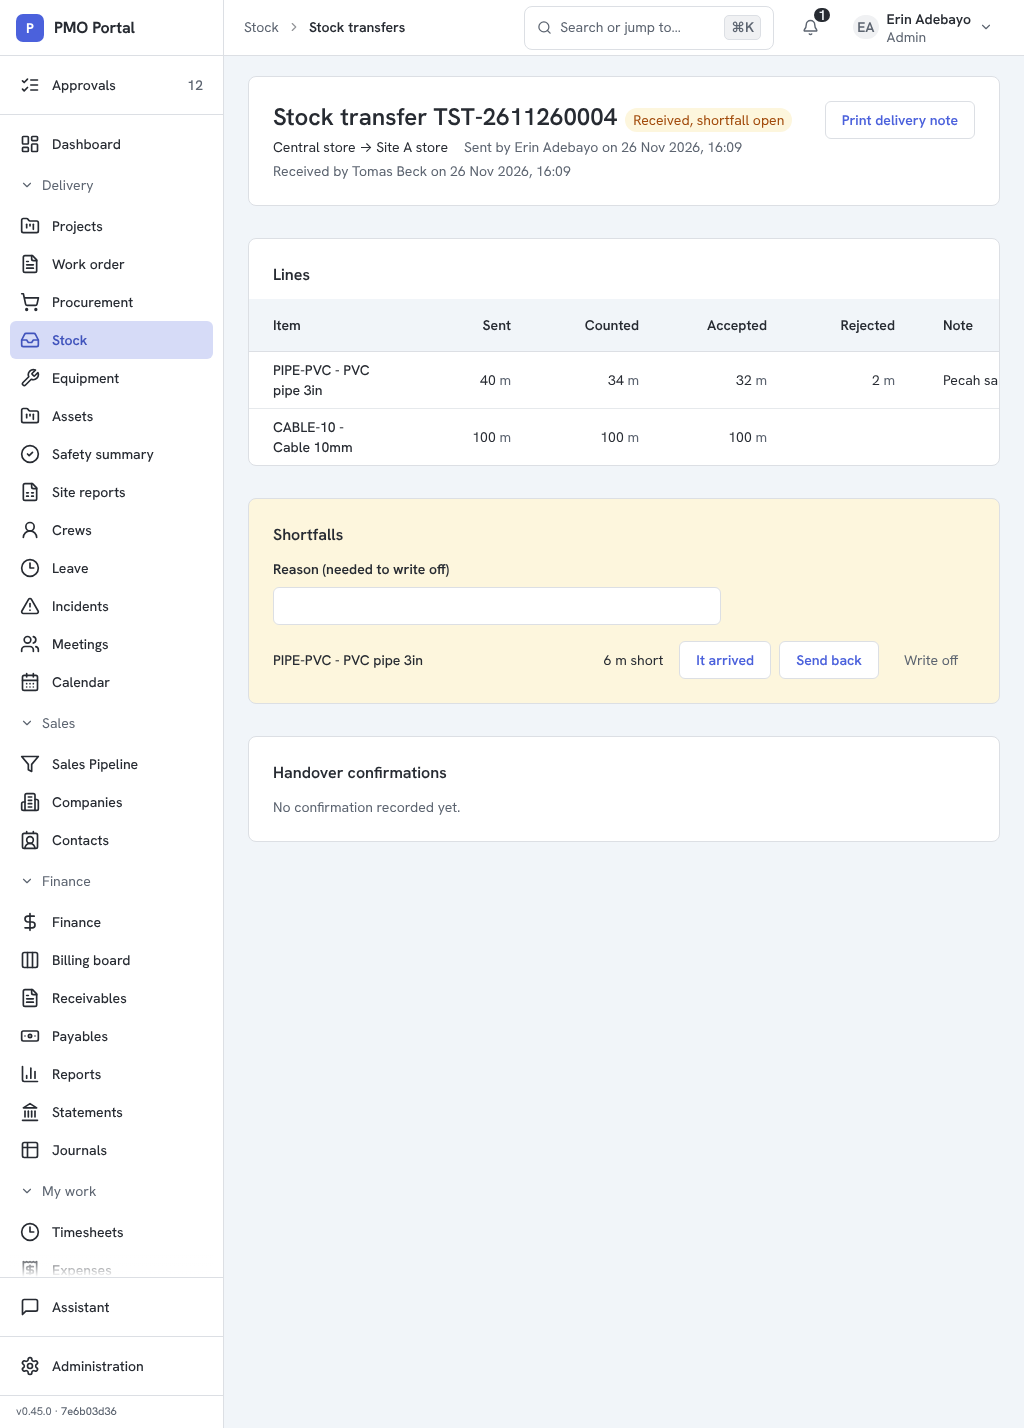 P PMO Portal
Stock > Stock transfers
Search or jump to... ⌘K
1
EA Erin Adebayo
Admin
Approvals 12
Dashboard
Delivery
Projects
Work order
Procurement
Stock
Equipment
Assets
Safety summary
Site reports
Crews
Leave
Incidents
Meetings
Calendar
Sales
Sales Pipeline
Companies
Contacts
Finance
Finance
Billing board
Receivables
Payables
Reports
Statements
Journals
My work
Timesheets
Expenses
Assistant
Administration
v0.45.0 · 7e6b03d36
Stock transfer TST-2611260004 Received, shortfall open
Print delivery note
Central store → Site A store Sent by Erin Adebayo on 26 Nov 2026, 16:09
Received by Tomas Beck on 26 Nov 2026, 16:09
Lines
Item Sent Counted Accepted Rejected Note
PIPE-PVC - PVC
pipe 3in 40 m 34 m 32 m 2 m Pecah sa
CABLE-10 -
Cable 10mm 100 m 100 m 100 m
Shortfalls
Reason (needed to write off)
PIPE-PVC - PVC pipe 3in 6 m short It arrived Send back Write off
Handover confirmations
No confirmation recorded yet.